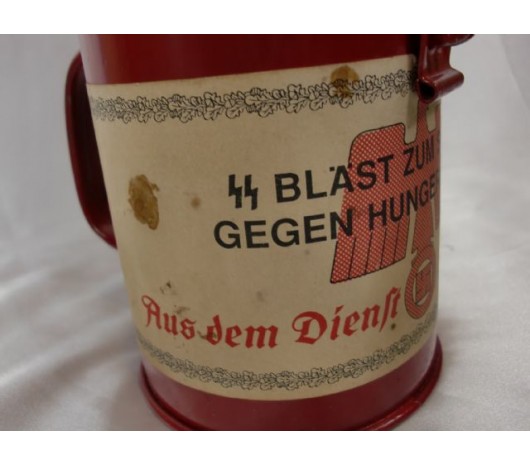 ᛋᛋ BLÄST ZUM S
GEGEN HUNGE
Aus dem Dienst